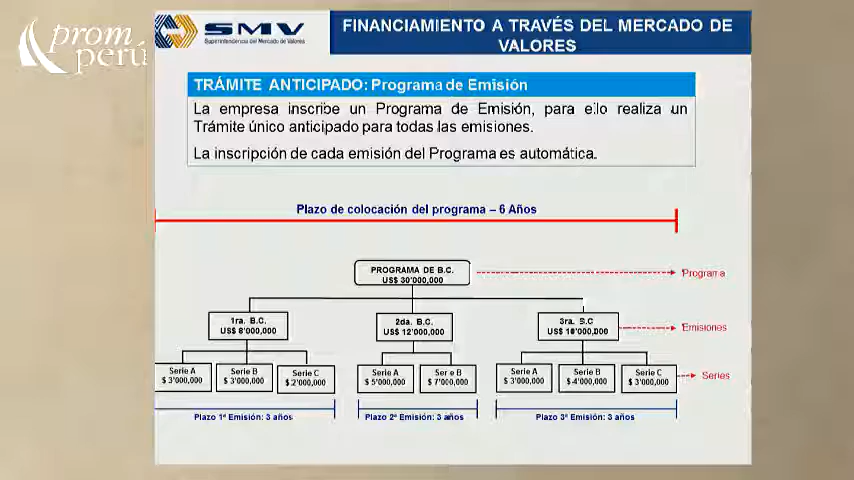 prom
perú
SMV
Superintendencia del Mercado de Valores
FINANCIAMIENTO A TRAVÉS DEL MERCADO DE
VALORES
TRÁMITE ANTICIPADO: Programa de Emisión
La empresa inscribe un Programa de Emisión, para ello realiza un
Trámite único anticipado para todas las emisiones.
La inscripción de cada emisión del Programa es automática.
Plazo de colocación del programa – 6 Años
PROGRAMA DE B.C.
US$ 30'000,000
Programa
1ra. B.C.
US$ 8'000,000
2da. B.C.
US$ 12'000,000
3ra. S.C
US$ 10'000,000
Emisiones
Serie A
$ 3'000,000
Serie B
$ 3'000,000
Serie C
$ 2'000,000
Serie A
$ 5'000,000
Serie B
$ 7'000,000
Serie A
$ 3'000,000
Serie B
$ 4'000,000
Serie C
$ 3'000,000
Series
Plazo 1ª Emisión: 3 años
Plazo 2ª Emisión: 3 años
Plazo 3ª Emisión: 3 años